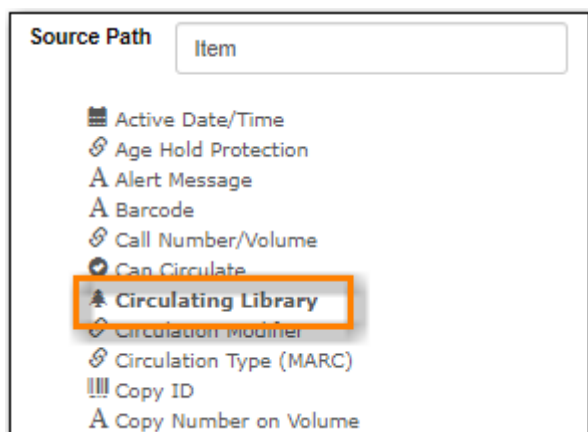 Source Path
Item
Active Date/Time
Age Hold Protection
Alert Message
Barcode
Call Number/Volume
Can Circulate
Circulating Library
Circulation Modifier
Circulation Type (MARC)
Copy ID
Copy Number on Volume